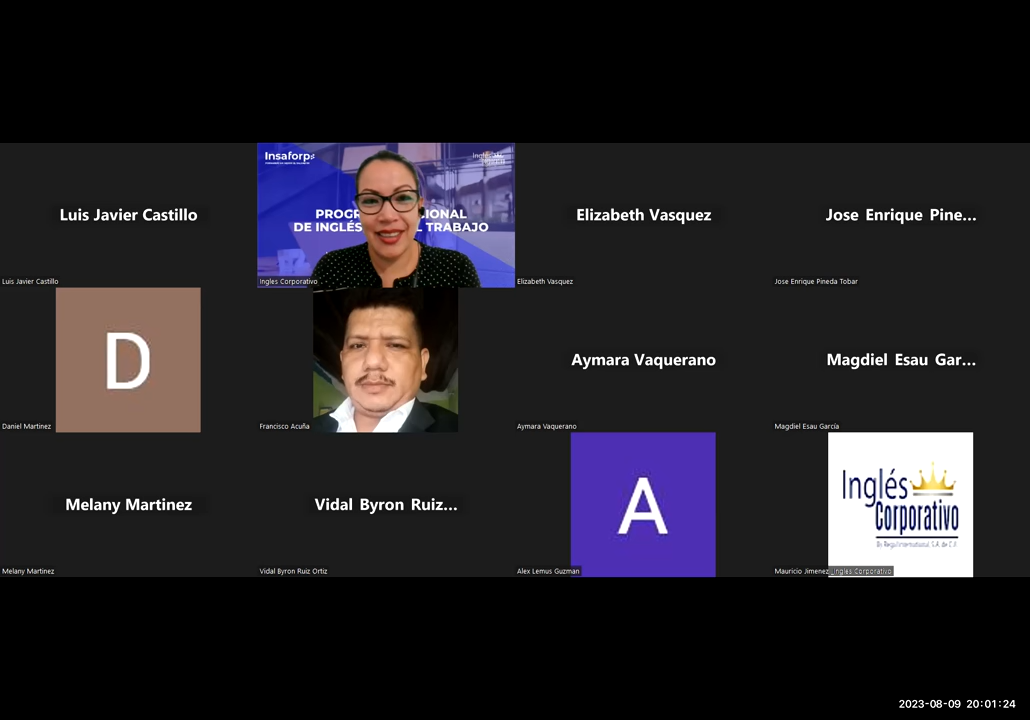 Luis Javier Castillo
Luis Javier Castillo
Insaforp
PROGR IONAL
DE INGLÉS L TRABAJO
Ingles Corporativo
Elizabeth Vasquez
Elizabeth Vasquez
Jose Enrique Pine...
Jose Enrique Pineda Tobar
D
Daniel Martinez
Francisco Acuña
Aymara Vaquerano
Aymara Vaquerano
Magdiel Esau Gar...
Magdiel Esau García
Melany Martinez
Melany Martinez
Vidal Byron Ruiz...
Vidal Byron Ruiz Ortiz
A
Alex Lemus Guzman
Inglés
Corporativo
Mauricio Jimenez_Ingles Corporativo
2023-08-09 20:01:24